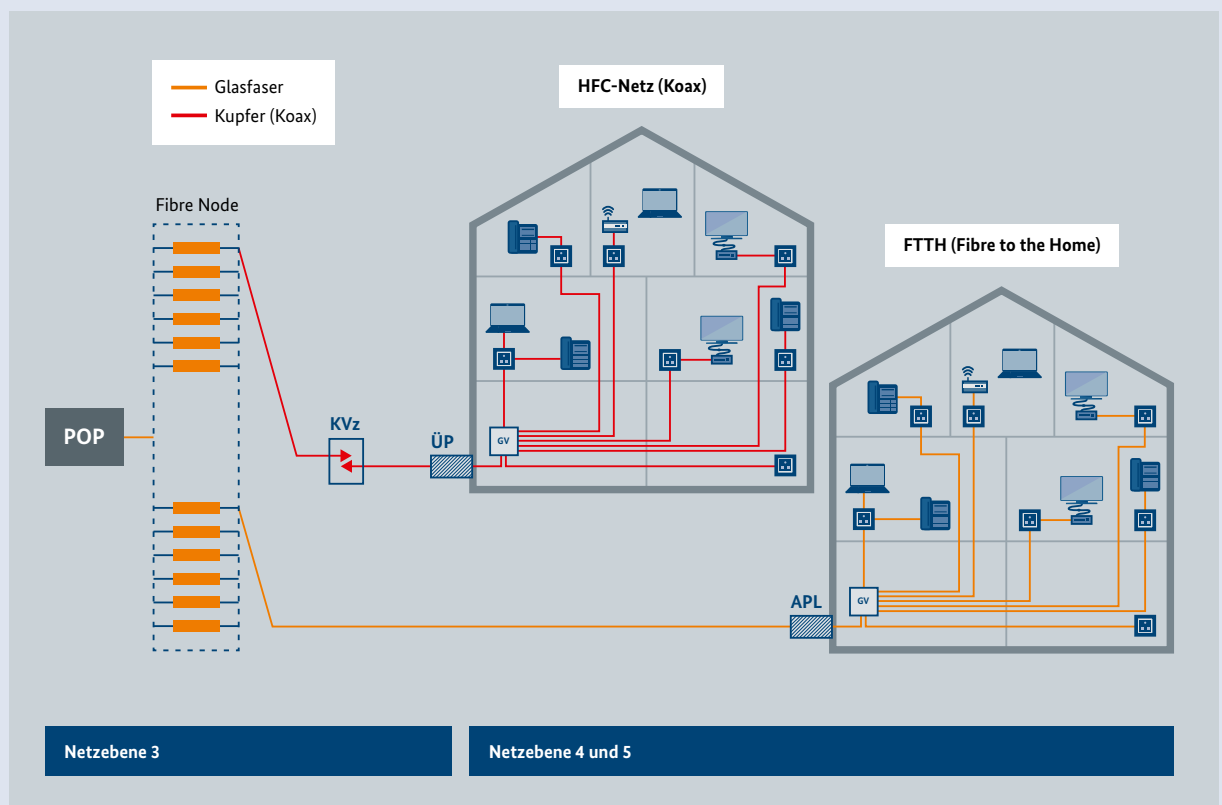 Glasfaser
Kupfer (Koax)
HFC-Netz (Koax)
Fibre Node
FTTH (Fibre to the Home)
POP
KVz
ÜP
GV
APL
GV
Netzebene 3
Netzebene 4 und 5